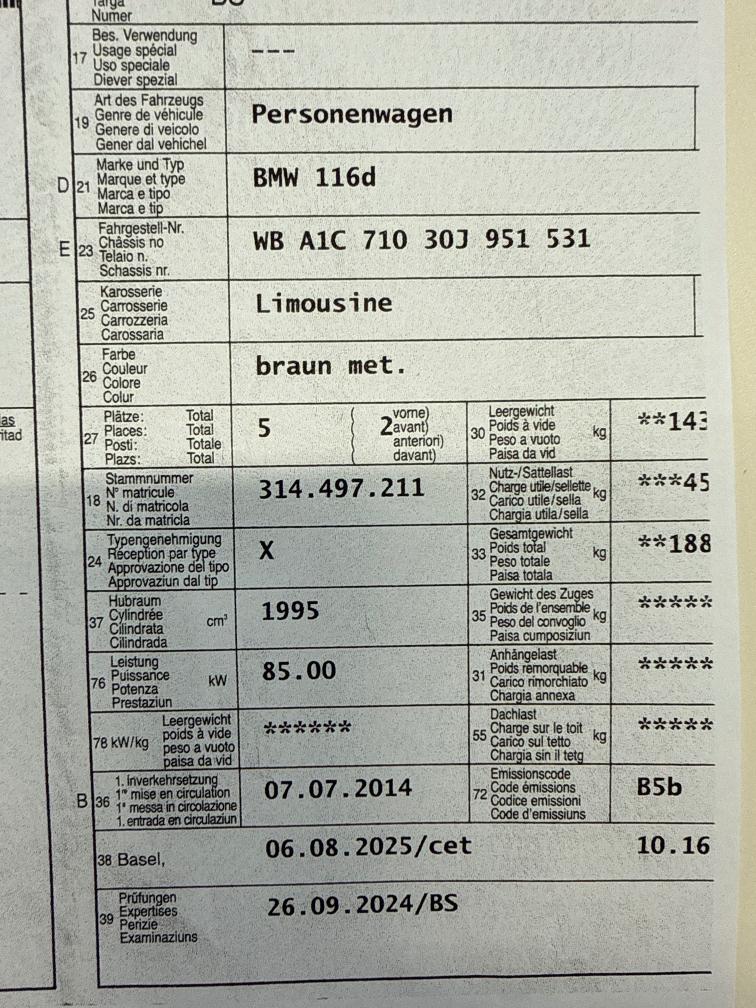 Targa
Numer
17 Bes. Verwendung
Usage spécial
Uso speciale
Diever spezial
---
19 Art des Fahrzeugs
Genre de véhicule
Genere di veicolo
Gener dal vehichel
Personenwagen
D 21 Marke und Typ
Marque et type
Marca e tipo
Marca e tip
BMW 116d
E 23 Fahrgestell-Nr.
Châssis no
Telaio n.
Schassis nr.
WB A1C 710 30J 951 531
25 Karosserie
Carrosserie
Carrozzeria
Carossaria
Limousine
26 Farbe
Couleur
Colore
Colur
braun met.
27 Plätze: Total
Places: Total
Posti: Totale
Plazs: Total
5 ( 2 vorne)
avant)
anteriori)
davant)
30 Leergewicht
Poids à vide
Peso a vuoto
Paisa da vid
kg
**143
18 Stammnummer
N° matricule
N. di matricola
Nr. da matricla
314.497.211
32 Nutz-/Sattellast
Charge utile/sellette
Carico utile/sella
Chargia utila/sella
kg
***45
24 Typengenehmigung
Réception par type
Approvazione del tipo
Approvaziun dal tip
X
33 Gesamtgewicht
Poids total
Peso totale
Paisa totala
kg
**188
37 Hubraum
Cylindrée
Cilindrata
Cilindrada
cm³
1995
35 Gewicht des Zuges
Poids de l'ensemble
Peso del convoglio
Paisa cumposiziun
kg
*****
76 Leistung
Puissance
Potenza
Prestaziun
kW
85.00
31 Anhängelast
Poids remorquable
Carico rimorchiato
Chargia annexa
kg
*****
78 kW/kg
Leergewicht
poids à vide
peso a vuoto
paisa da vid
******
55 Dachlast
Charge sur le toit
Carico sul tetto
Chargia sin il tetg
kg
*****
B 36 1. Inverkehrsetzung
1re mise en circulation
1a messa in circolazione
1. entrada en circulaziun
07.07.2014
72 Emissionscode
Code émissions
Codice emissioni
Code d'emissiuns
B5b
38 Basel,
06.08.2025/cet
10.16
39 Prüfungen
Expertises
Perizie
Examinaziuns
26.09.2024/BS